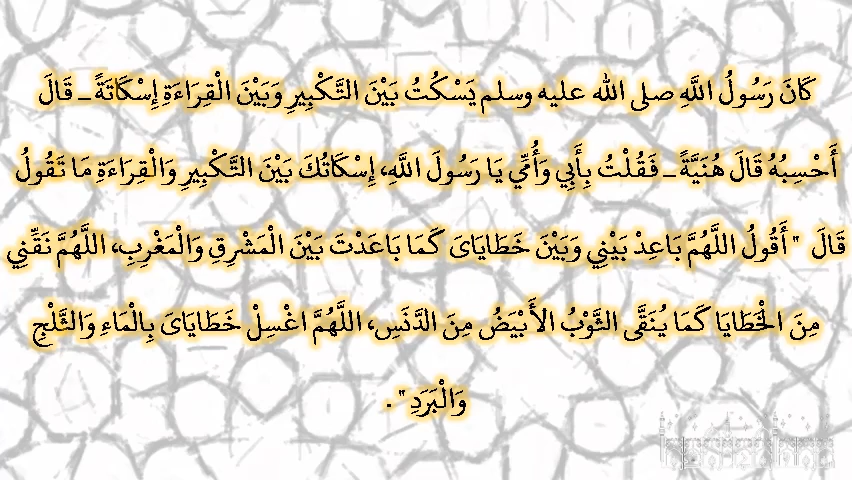 كَانَ رَسُولُ اللَّهِ صلى الله عليه وسلم يَسْكُتُ بَيْنَ التَّكْبِيرِ وَبَيْنَ الْقِرَاءَةِ إِسْكَاتَةً ـ قَالَ
أَحْسِبُهُ قَالَ هُنَيَّةً ـ فَقُلْتُ بِأَبِي وَأُمِّي يَا رَسُولَ اللَّهِ، إِسْكَاتُكَ بَيْنَ التَّكْبِيرِ وَالْقِرَاءَةِ مَا تَقُولُ
قَالَ " أَقُولُ اللَّهُمَّ بَاعِدْ بَيْنِي وَبَيْنَ خَطَايَاىَ كَمَا بَاعَدْتَ بَيْنَ الْمَشْرِقِ وَالْمَغْرِبِ، اللَّهُمَّ نَقِّنِي
مِنَ الْخَطَايَا كَمَا يُنَقَّى الثَّوْبُ الأَبْيَضُ مِنَ الدَّنَسِ، اللَّهُمَّ اغْسِلْ خَطَايَاىَ بِالْمَاءِ وَالثَّلْجِ
وَالْبَرَدِ ".